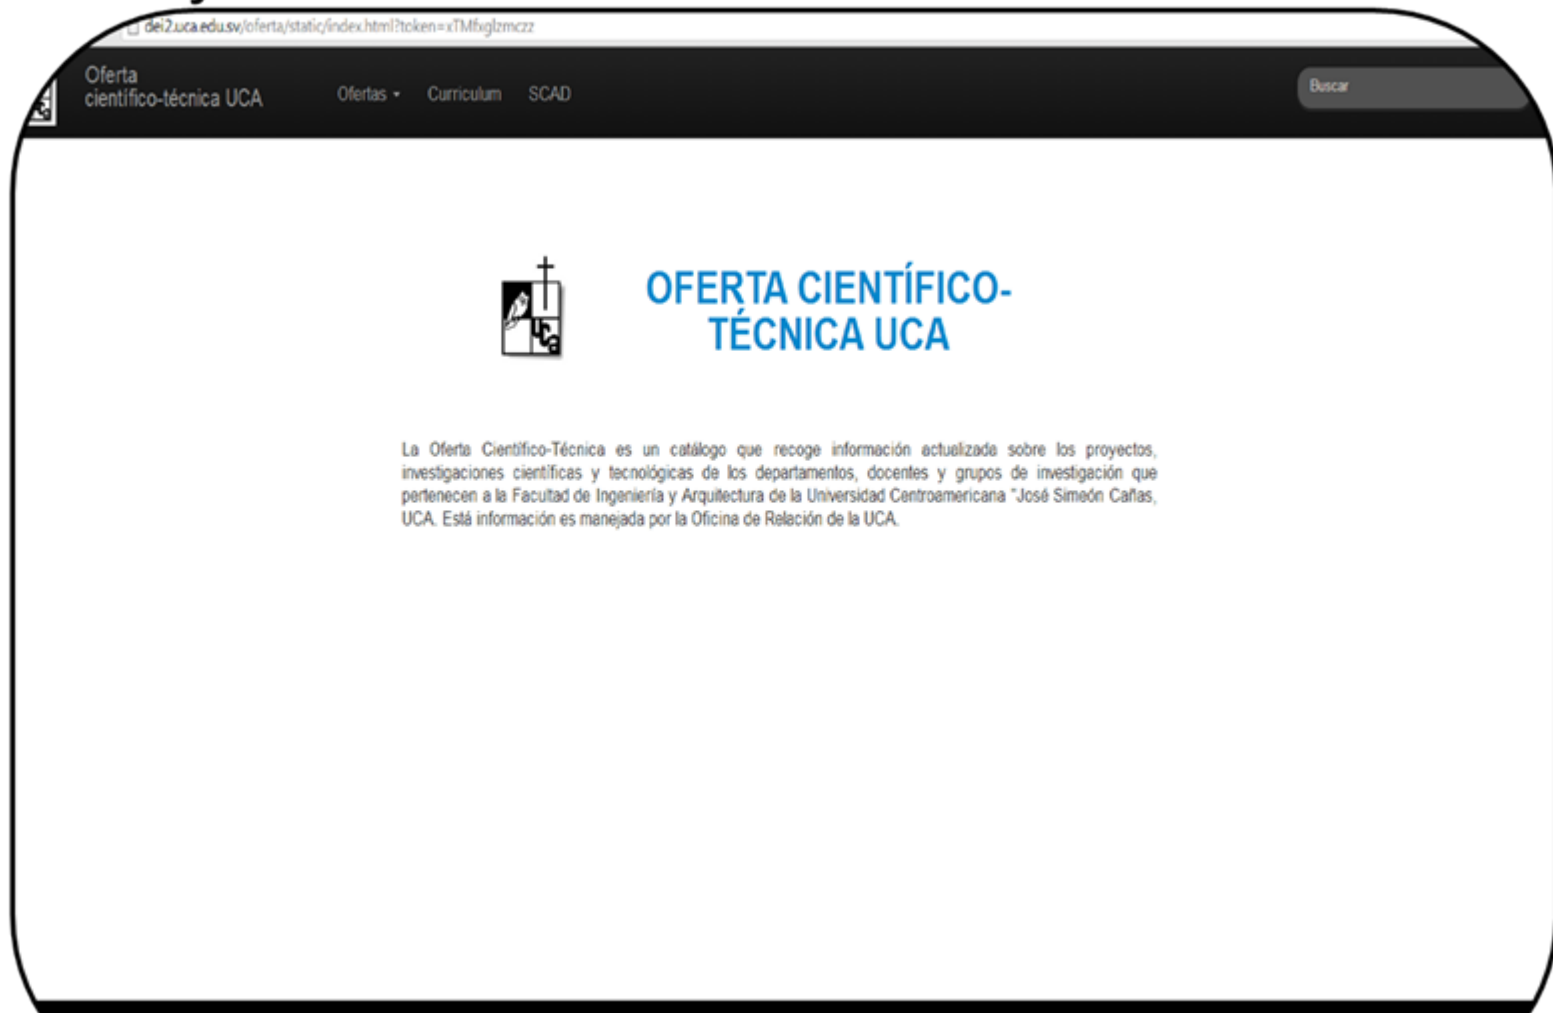 dei2.uca.edu.sv/oferta/static/index.html?token=xTMfxglzmczz
Oferta
científico-técnica UCA
Ofertas Curriculum SCAD
Buscar
uca
OFERTA CIENTÍFICO-
TÉCNICA UCA
La Oferta Científico-Técnica es un catálogo que recoge información actualizada sobre los proyectos,
investigaciones científicas y tecnológicas de los departamentos, docentes y grupos de investigación que
pertenecen a la Facultad de Ingeniería y Arquitectura de la Universidad Centroamericana "José Simeón Cañas,
UCA. Está información es manejada por la Oficina de Relación de la UCA.